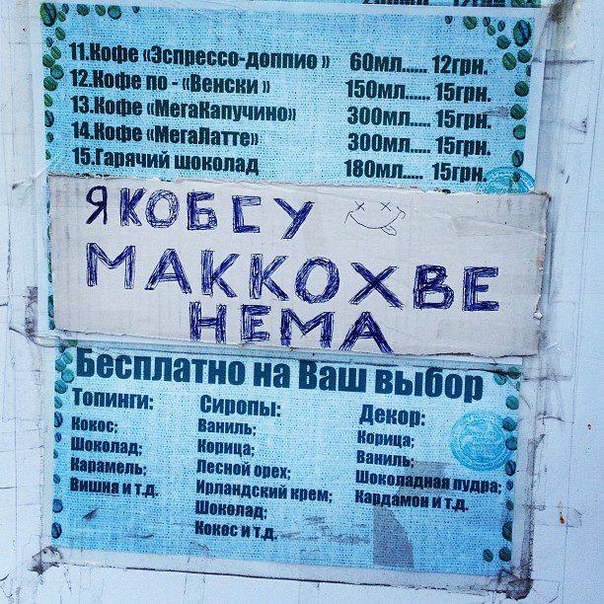 11.Кофе «Эспрессо-доппио» 60мл...... 12грн.
12.Кофе по - «Венски» 150мл..... 15грн.
13.Кофе «МегаКапучино» 300мл..... 15грн.
14.Кофе «МегаЛатте» 300мл..... 15грн.
15.Гарячий шоколад 180мл..... 15грн.
ЯКОБСУ
МАККОХВЕ
НЕМА
Бесплатно на Ваш выбор
Топинги:
Кокос;
Шоколад;
Карамель;
Вишня и т.д.
Сиропы:
Ваниль;
Корица;
Лесной орех;
Ирландский крем;
Шоколад;
Кокос и т.д.
Декор:
Корица;
Ваниль;
Шоколадная пудра;
Кардамон и т.д.